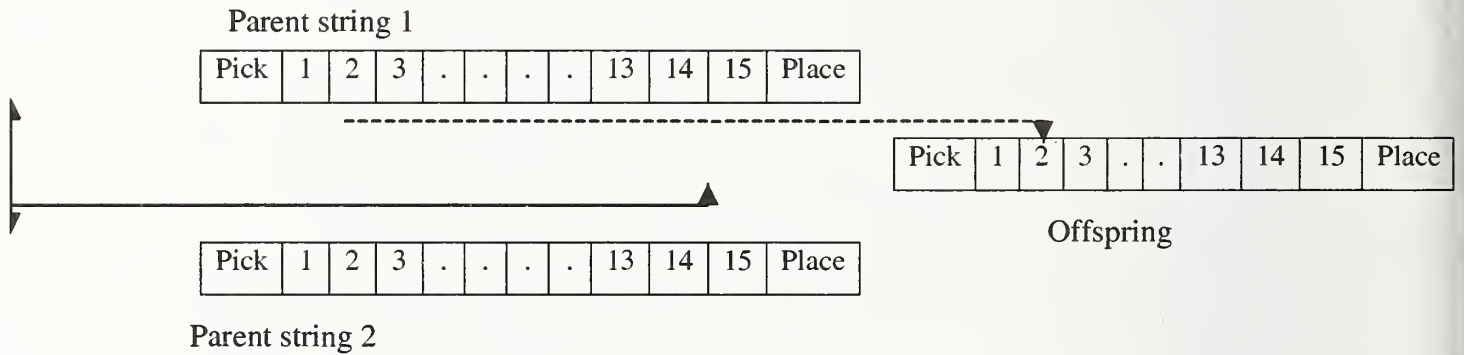 Parent string 1
Pick 1 2 3 . . . . 13 14 15 Place
Pick 1 2 3 . . 13 14 15 Place
Offspring
Pick 1 2 3 . . . . 13 14 15 Place
Parent string 2